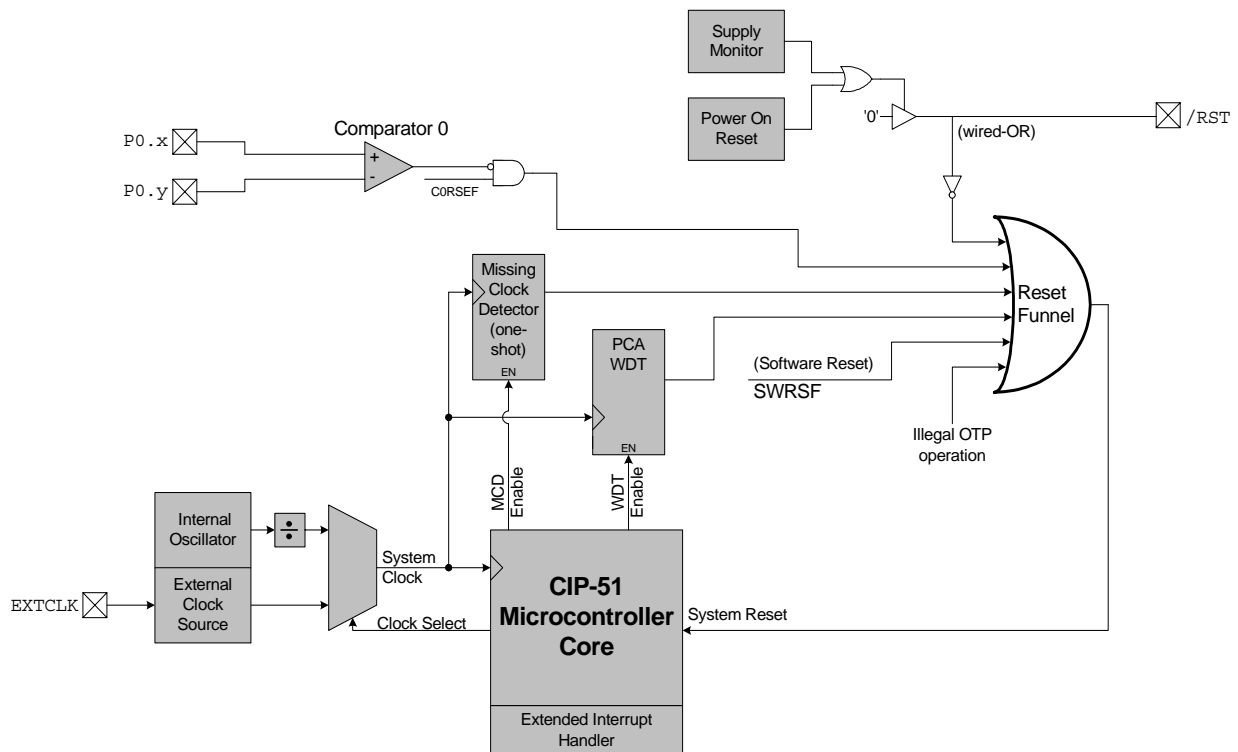 Supply
Monitor
Power On
Reset
'0'
(wired-OR)
/RST
Comparator 0
P0.x
P0.y
+
-
C0RSEF
Missing
Clock
Detector
(one-
shot)
EN
PCA
WDT
EN
(Software Reset)
SWRSF
Reset
Funnel
Illegal OTP
operation
MCD
Enable
WDT
Enable
Internal
Oscillator
÷
External
Clock
Source
EXTCLK
System
Clock
Clock Select
CIP-51
Microcontroller
Core
System Reset
Extended Interrupt
Handler